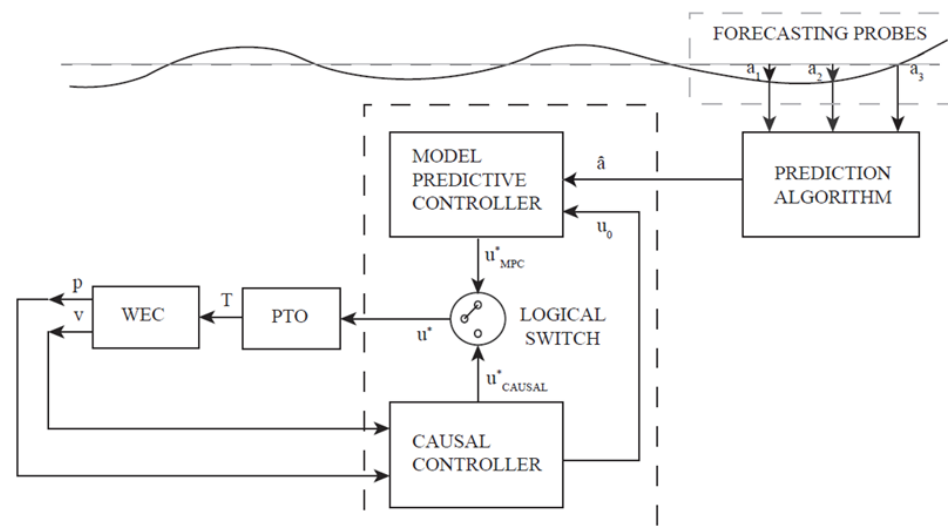 FORECASTING PROBES
a₁ a₂ a₃
MODEL
PREDICTIVE
CONTROLLER
â
PREDICTION
ALGORITHM
u₀
u*MPC
p
v
WEC
T
PTO
u*
LOGICAL
SWITCH
u*CAUSAL
CAUSAL
CONTROLLER